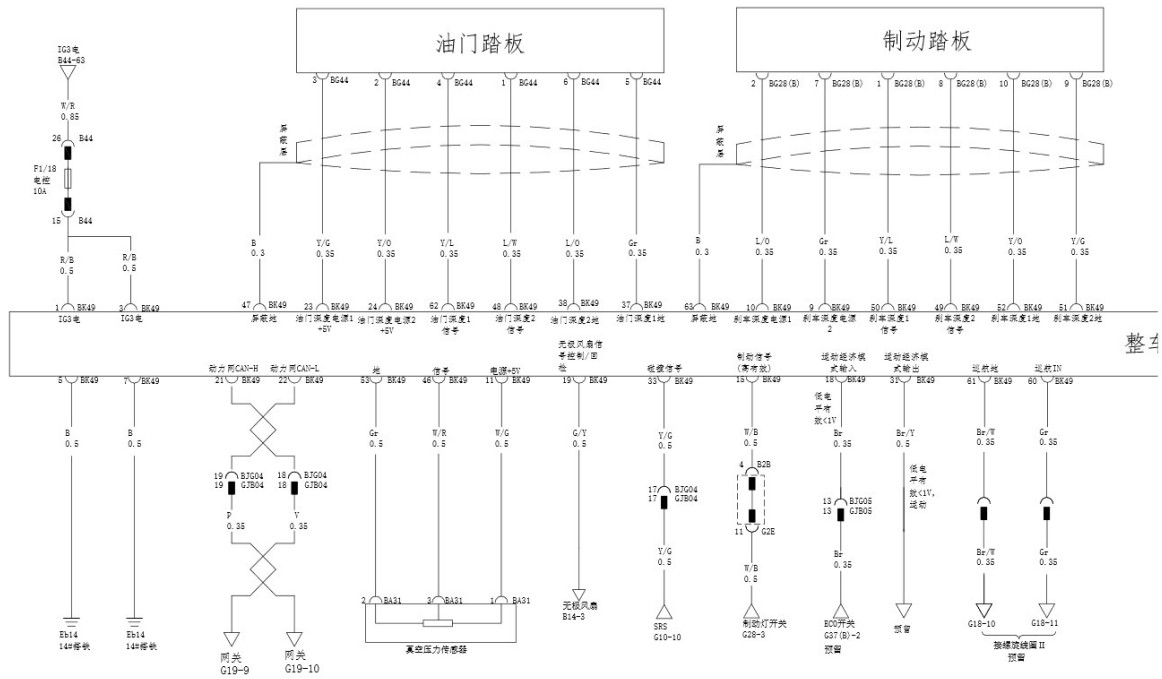 油门踏板
制动踏板
IG3电
B44-63
3 BG44
2 BG44
4 BG44
1 BG44
6 BG44
5 BG44
2 BG28(B)
7 BG28(B)
1 BG28(B)
8 BG28(B)
10 BG28(B)
9 BG28(B)
W/R
0.85
26 B44
F1/18
电控
10A
15 B44
屏蔽层
屏蔽层
R/B
0.5
R/B
0.5
B
0.3
Y/G
0.35
Y/O
0.35
Y/L
0.35
L/W
0.35
L/O
0.35
Gr
0.35
B
0.3
L/O
0.35
Gr
0.35
Y/L
0.35
L/W
0.35
Y/O
0.35
Y/G
0.35
1 BK49
3 BK49
47 BK49
23 BK49
24 BK49
62 BK49
48 BK49
38 BK49
37 BK49
63 BK49
10 BK49
9 BK49
50 BK49
49 BK49
52 BK49
51 BK49
IG3电
IG3电
屏蔽地
油门深度电源1
+5V
油门深度电源2
+5V
油门深度1
信号
油门深度2
信号
油门深度2地
油门深度1地
屏蔽地
刹车深度电源1
刹车深度电源
2
刹车深度1
信号
刹车深度2
信号
刹车深度1地
刹车深度2地
整车
动力网CAN-H
动力网CAN-L
地
信号
电源+5V
无极风扇信
号控制/回
检
碰撞信号
制动信号
(高有效)
运动经济模
式输入
运动经济模
式输出
巡航地
巡航IN
5 BK49
7 BK49
21 BK49
22 BK49
53 BK49
46 BK49
11 BK49
19 BK49
33 BK49
15 BK49
18 BK49
31 BK49
61 BK49
60 BK49
低电
平有
效<1V
B
0.5
B
0.5
Gr
0.5
W/R
0.5
W/G
0.5
G/Y
0.5
Y/G
0.5
W/B
0.5
Br
0.35
Br/Y
0.5
Br/W
0.35
Gr
0.35
低电
平有
效<1V,
运动
19 BJG04
19 GJB04
18 BJG04
18 GJB04
17 BJG04
17 GJB04
4 B2B
11 G2E
13 BJG05
13 GJB05
P
0.35
V
0.35
Y/G
0.5
W/B
0.5
Br
0.35
Br/W
0.35
Gr
0.35
2 BA31
3 BA31
1 BA31
真空压力传感器
Eb14
14#搭铁
Eb14
14#搭铁
网关
G19-9
网关
G19-10
无极风扇
B14-3
SRS
G10-10
制动灯开关
G28-3
ECO开关
G37(B)-2
预留
预留
G18-10
G18-11
接螺旋线圈II
预留